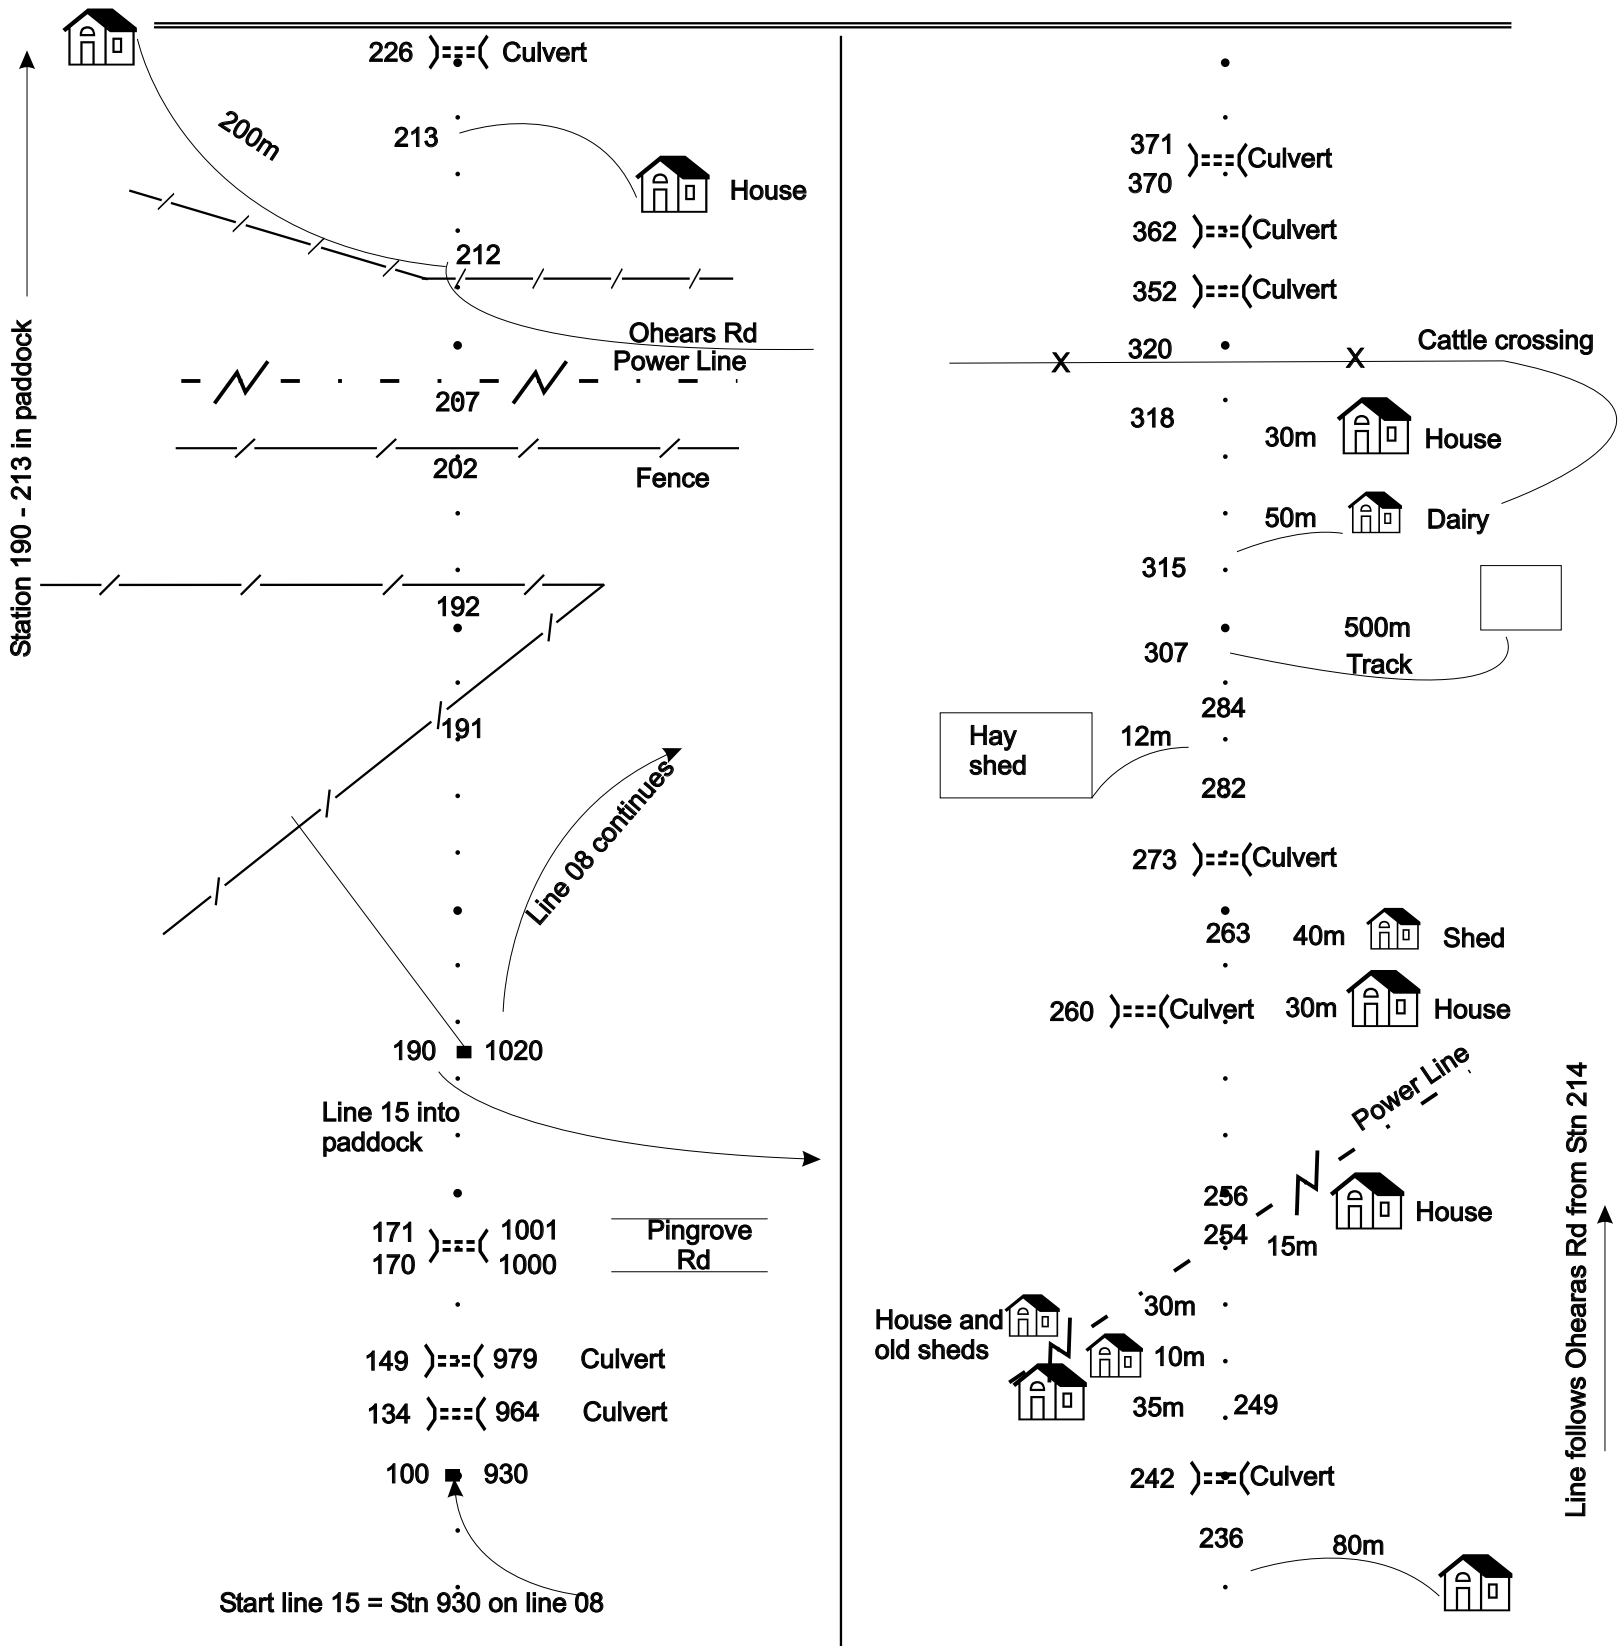 226 Culvert
213
200m
House
212
Ohears Rd
Power Line
207
202
Fence
192
191
Line 08 continues
190 1020
Line 15 into
paddock
171 1001
170 1000
Pingrove
Rd
149 979 Culvert
134 964 Culvert
100 930
Start line 15 = Stn 930 on line 08
Station 190 - 213 in paddock
371
370
Culvert
362 Culvert
352 Culvert
320
X X
Cattle crossing
318
30m House
50m Dairy
315
500m
307
Track
284
Hay
shed
12m
282
273 Culvert
263 40m Shed
260 Culvert 30m House
Power Line
256
254
15m
House
30m
House and
old sheds
10m
35m 249
242 Culvert
236
80m
Line follows Ohearas Rd from Stn 214